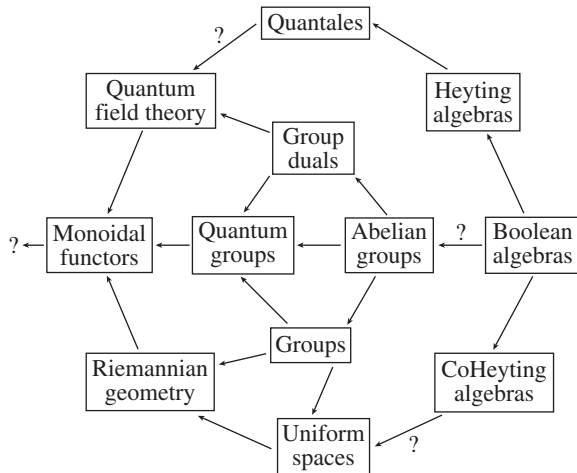 Quantales
?
Quantum
field theory
Heyting
algebras
Group
duals
?
Monoidal
functors
Quantum
groups
Abelian
groups
?
Boolean
algebras
Groups
Riemannian
geometry
CoHeyting
algebras
Uniform
spaces
?